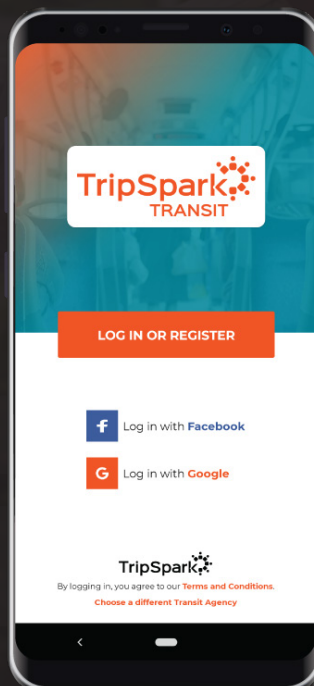 TripSpark
TRANSIT
LOG IN OR REGISTER
f Log in with Facebook
G Log in with Google
TripSpark
By logging in, you agree to our Terms and Conditions.
Choose a different Transit Agency